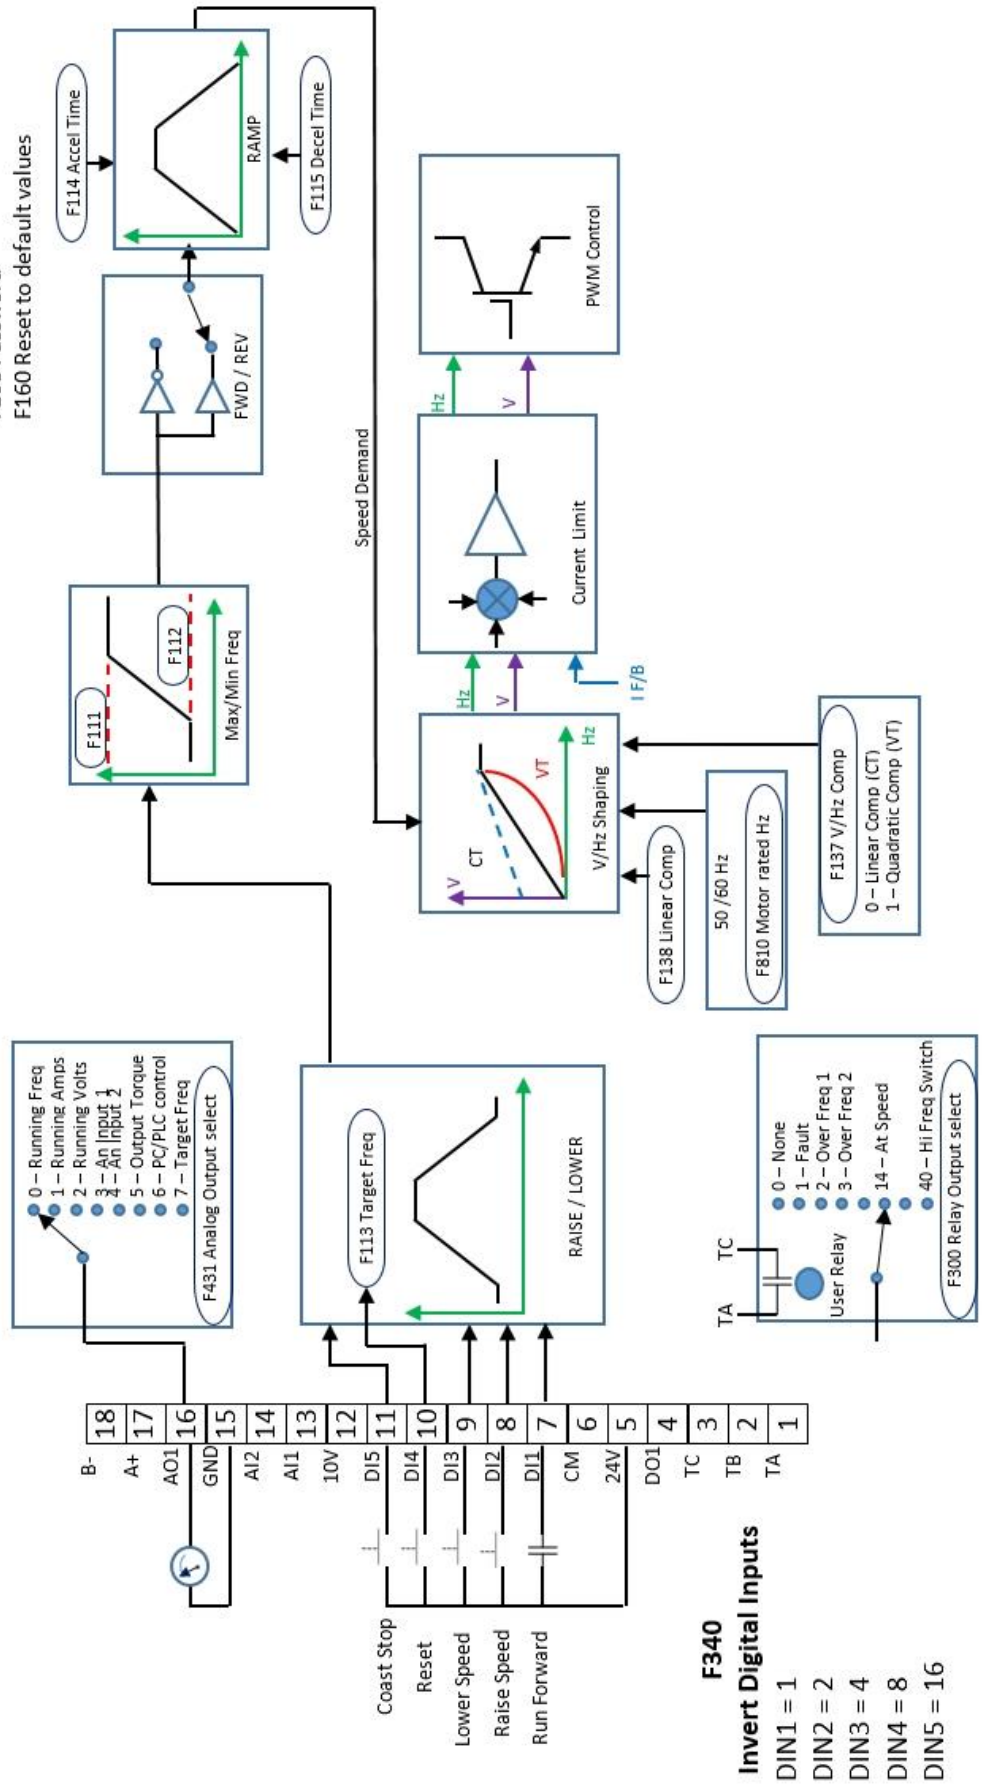 F160 Reset to default values
F431 Analog Output select
0 – Running Freq
1 – Running Amps
2 – Running Volts
3 – An Input 1
4 – An Input 2
5 – Output Torque
6 – PC/PLC control
7 – Target Freq
F111
F112
Max/Min Freq
FWD / REV
F114 Accel Time
RAMP
F115 Decel Time
Speed Demand
F113 Target Freq
RAISE / LOWER
V
CT
VT
Hz
V/Hz Shaping
Hz
V
I F/B
Current Limit
Hz
V
PWM Control
F138 Linear Comp
50 /60 Hz
F810 Motor rated Hz
F137 V/Hz Comp
0 – Linear Comp (CT)
1 – Quadratic Comp (VT)
TA
TC
User Relay
0 – None
1 – Fault
2 – Over Freq 1
3 – Over Freq 2
14 – At Speed
40 – Hi Freq Switch
F300 Relay Output select
B- 18
A+ 17
AO1 16
GND 15
AI2 14
AI1 13
10V 12
DI5 11
DI4 10
DI3 9
DI2 8
DI1 7
CM 6
24V 5
DO1 4
TC 3
TB 2
TA 1
Coast Stop
Reset
Lower Speed
Raise Speed
Run Forward
F340
Invert Digital Inputs
DIN1 = 1
DIN2 = 2
DIN3 = 4
DIN4 = 8
DIN5 = 16